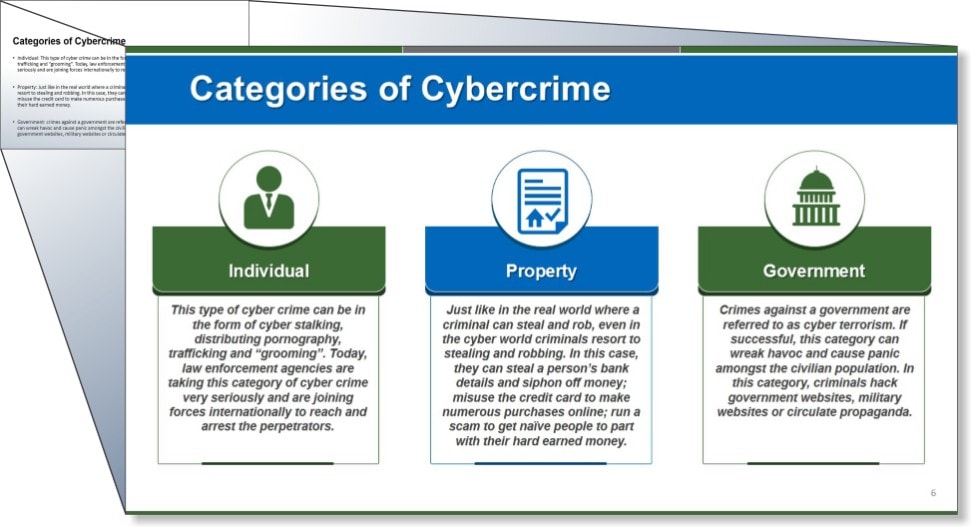 Categories of Cybercrime
• Individual: This type of cyber crime can be in the for
trafficking and "grooming". Today, law enforcement
seriously and are joining forces internationally to re
• Property: Just like in the real world where a crimina
resort to stealing and robbing. In this case, they can
misuse the credit card to make numerous purchase
their hard earned money.
• Government: crimes against a government are refe
can wreak havoc and cause panic amongst the civili
government websites, military websites or circulate
Categories of Cybercrime
Individual
This type of cyber crime can be in
the form of cyber stalking,
distributing pornography,
trafficking and “grooming”. Today,
law enforcement agencies are
taking this category of cyber crime
very seriously and are joining
forces internationally to reach and
arrest the perpetrators.
Property
Just like in the real world where a
criminal can steal and rob, even in
the cyber world criminals resort to
stealing and robbing. In this case,
they can steal a person’s bank
details and siphon off money;
misuse the credit card to make
numerous purchases online; run a
scam to get naïve people to part
with their hard earned money.
Government
Crimes against a government are
referred to as cyber terrorism. If
successful, this category can
wreak havoc and cause panic
amongst the civilian population. In
this category, criminals hack
government websites, military
websites or circulate propaganda.
6